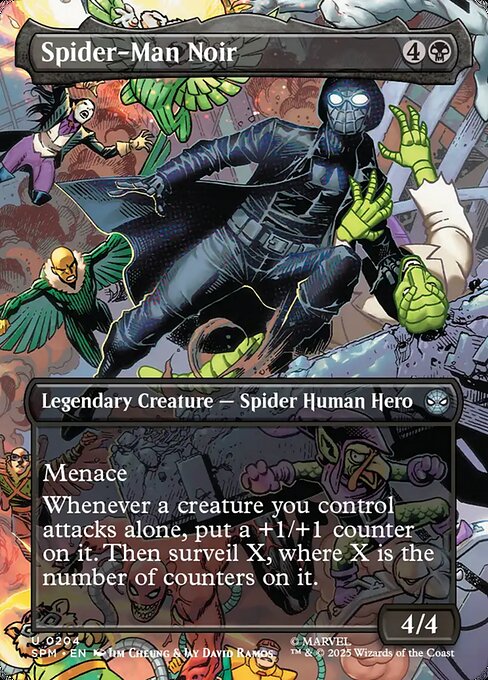 Spider-Man Noir 4
Legendary Creature — Spider Human Hero
Menace
Whenever a creature you control
attacks alone, put a +1/+1 counter
on it. Then surveil X, where X is the
number of counters on it.
4/4
U 0204
SPM • EN JIM CHEUNG & JAY DAVID RAMOS
© MARVEL
™ & © 2025 Wizards of the Coast